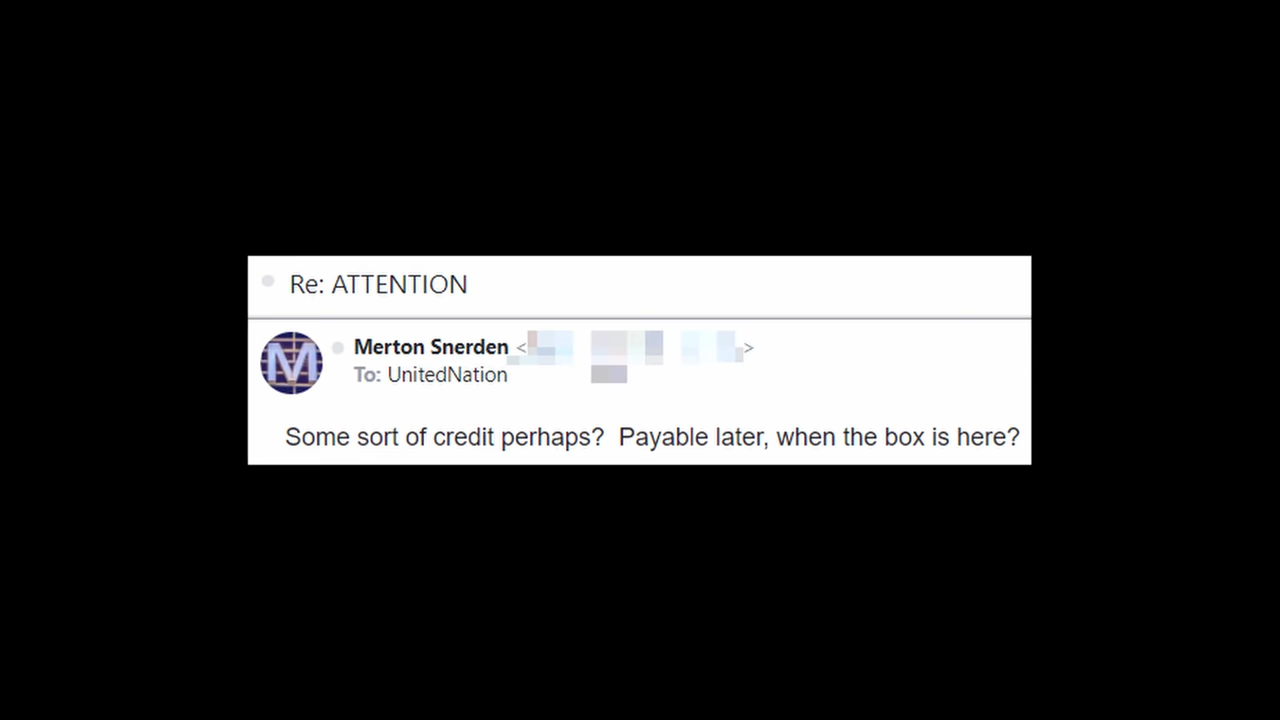 Re: ATTENTION
M
Merton Snerden < >
To: UnitedNation
Some sort of credit perhaps?  Payable later, when the box is here?